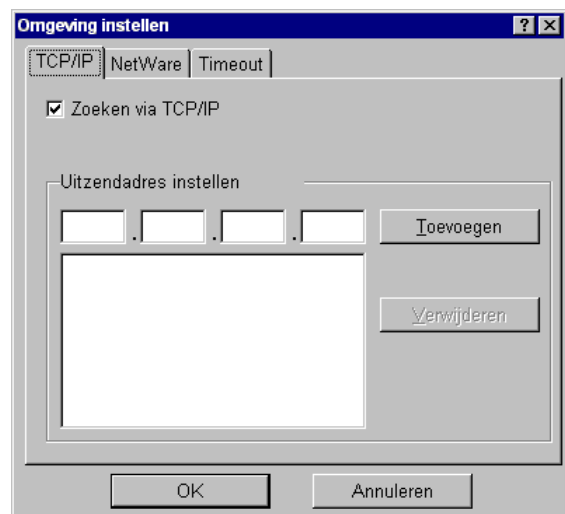 Omgeving instellen
TCP/IP NetWare Timeout
Zoeken via TCP/IP
Uitzendadres instellen
. . . Toevoegen
Verwijderen
OK Annuleren